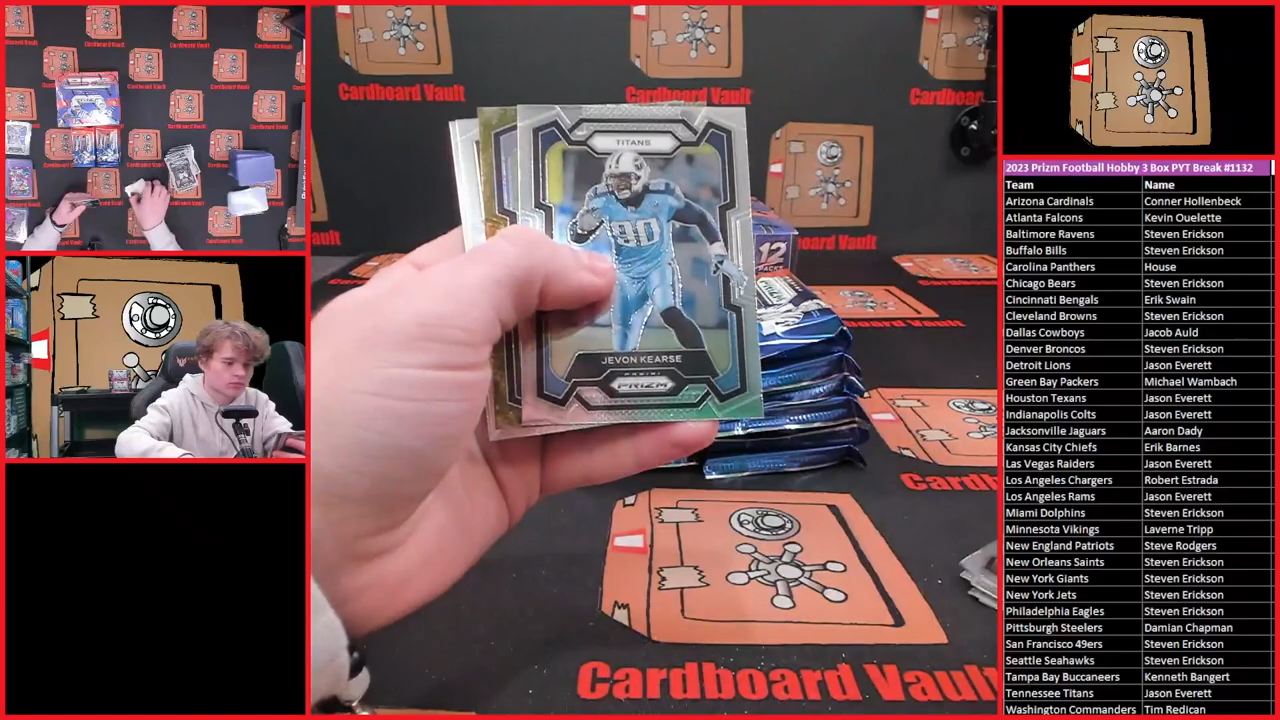 Cardboard Vault
Cardboard Vault
Cardboar
TITANS
80
JEVON KEARSE
PANINI
PRIZM
12
PACKS
dboard Vault
Cardb
Cardboard Vault
2023 Prizm Football Hobby 3 Box PYT Break #1132
Team Name
Arizona Cardinals Conner Hollenbeck
Atlanta Falcons Kevin Ouelette
Baltimore Ravens Steven Erickson
Buffalo Bills Steven Erickson
Carolina Panthers House
Chicago Bears Steven Erickson
Cincinnati Bengals Erik Swain
Cleveland Browns Steven Erickson
Dallas Cowboys Jacob Auld
Denver Broncos Steven Erickson
Detroit Lions Jason Everett
Green Bay Packers Michael Wambach
Houston Texans Jason Everett
Indianapolis Colts Jason Everett
Jacksonville Jaguars Aaron Dady
Kansas City Chiefs Erik Barnes
Las Vegas Raiders Jason Everett
Los Angeles Chargers Robert Estrada
Los Angeles Rams Jason Everett
Miami Dolphins Steven Erickson
Minnesota Vikings Laverne Tripp
New England Patriots Steve Rodgers
New Orleans Saints Steven Erickson
New York Giants Steven Erickson
New York Jets Steven Erickson
Philadelphia Eagles Steven Erickson
Pittsburgh Steelers Damian Chapman
San Francisco 49ers Steven Erickson
Seattle Seahawks Steven Erickson
Tampa Bay Buccaneers Kenneth Bangert
Tennessee Titans Jason Everett
Washington Commanders Tim Redican